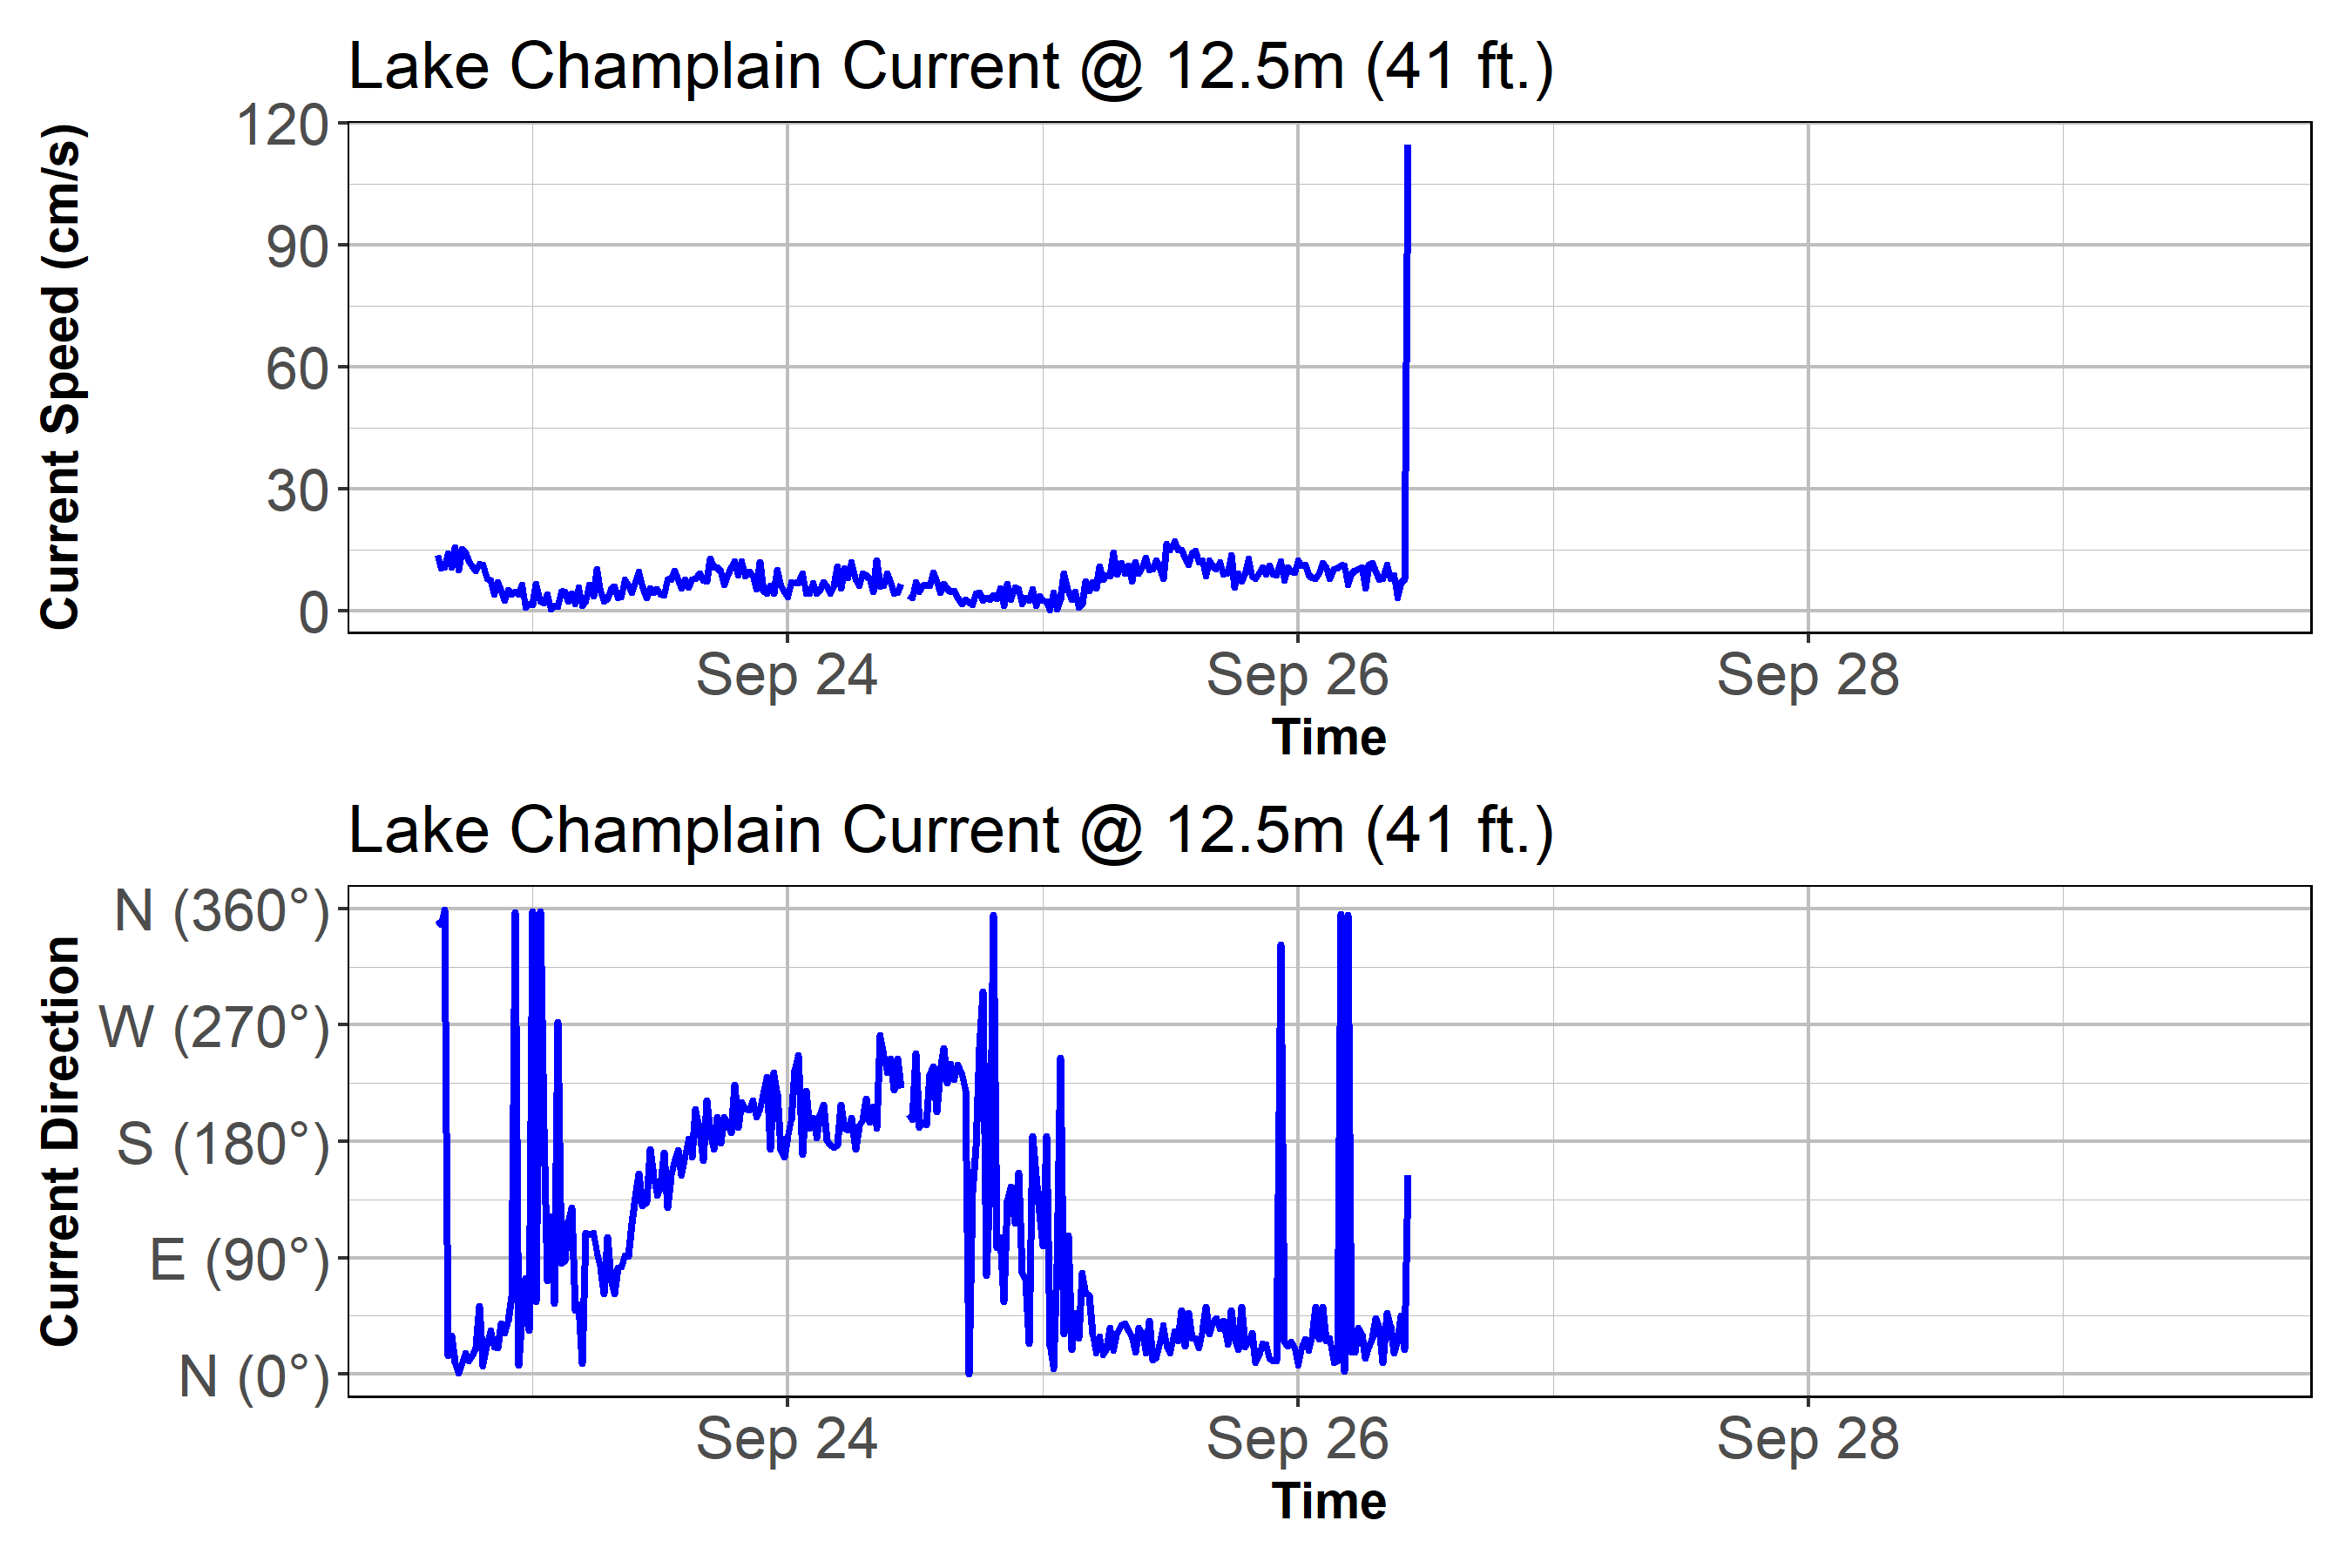 Lake Champlain Current @ 12.5m (41 ft.)
Current Speed (cm/s)
120
90
60
30
0
Sep 24
Sep 26
Sep 28
Time
Lake Champlain Current @ 12.5m (41 ft.)
Current Direction
N (360°)
W (270°)
S (180°)
E (90°)
N (0°)
Sep 24
Sep 26
Sep 28
Time